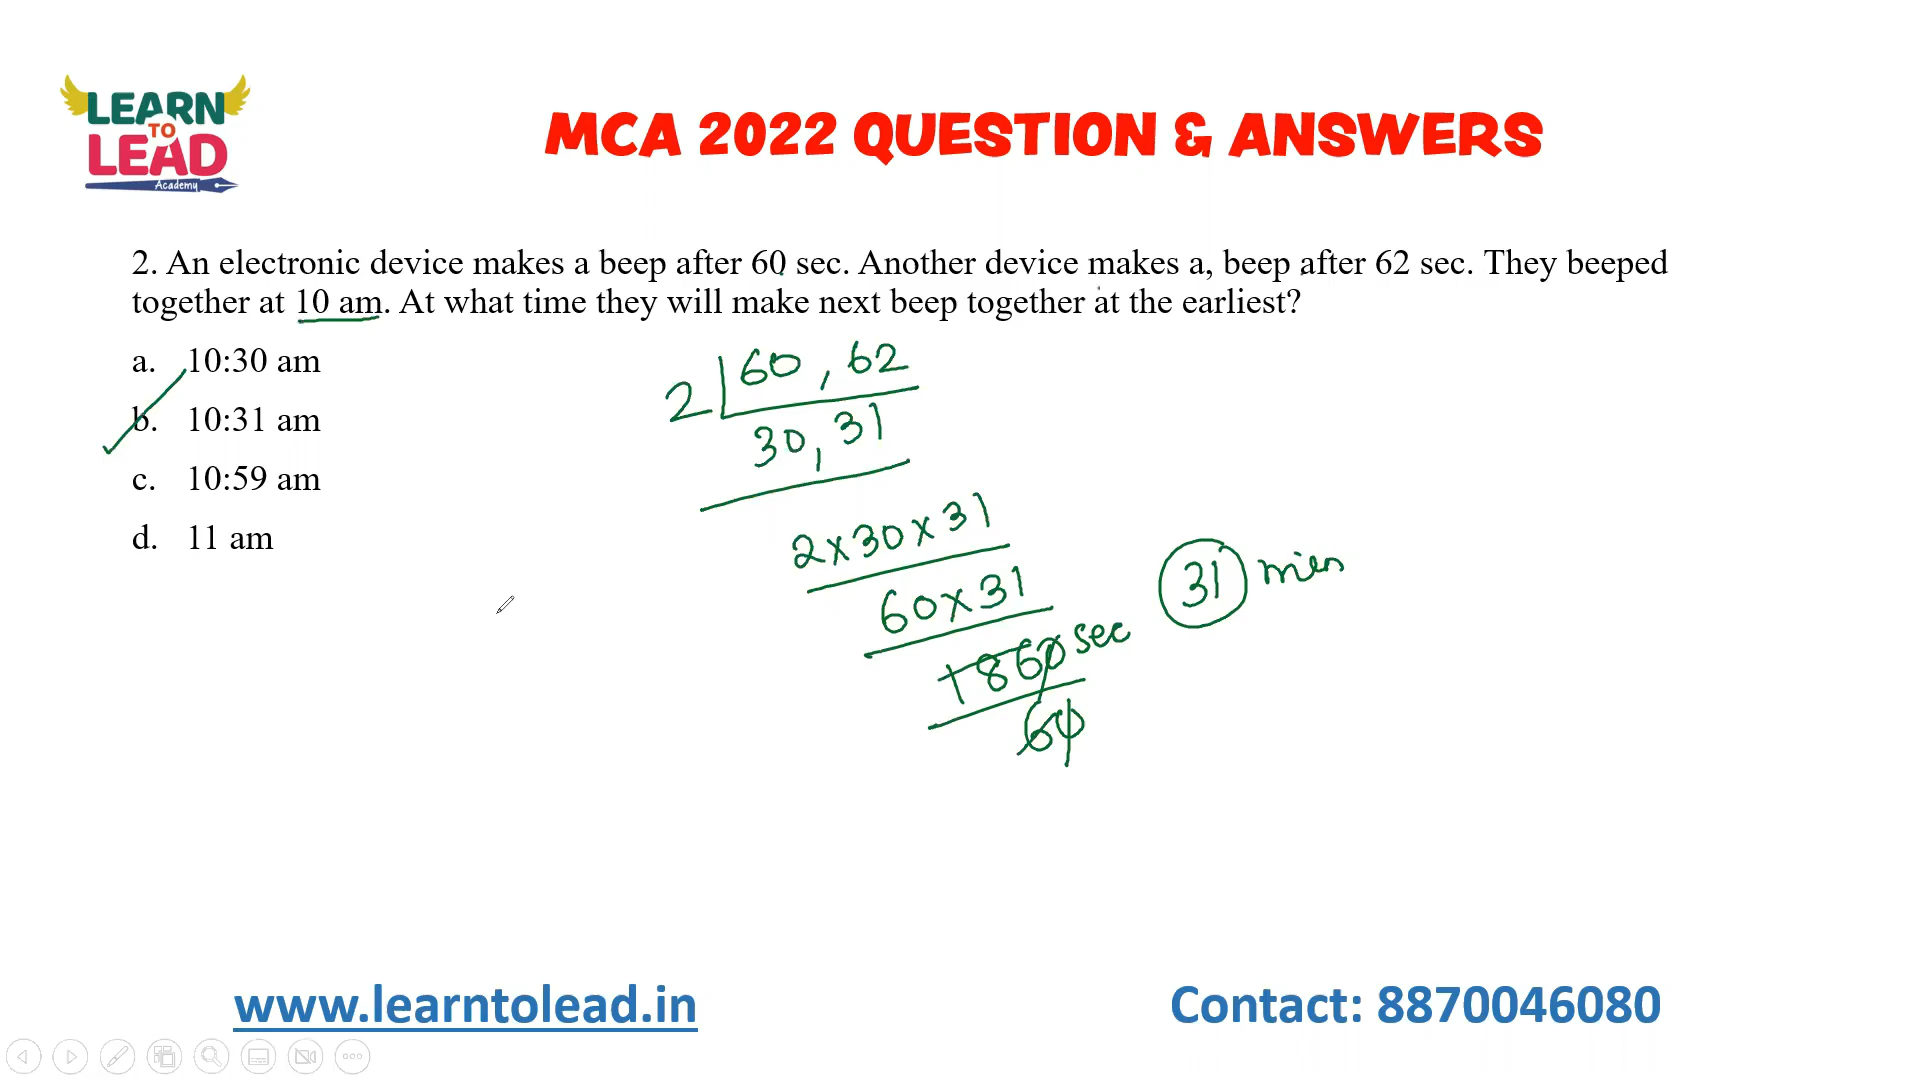 LEARN
TO
LEAD
Academy
MCA 2022 QUESTION & ANSWERS
2. An electronic device makes a beep after 60 sec. Another device makes a, beep after 62 sec. They beeped
together at 10 am. At what time they will make next beep together at the earliest?
a. 10:30 am
b. 10:31 am
c. 10:59 am
d. 11 am
2 | 60, 62
30, 31
2x30x31
60x31
1860 sec
60
31 min
www.learntolead.in
Contact: 8870046080